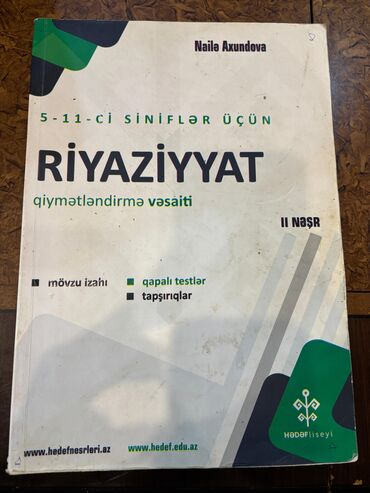 Nailə Axundova
5-11-Cİ SİNİFLƏR ÜÇÜN
RİYAZİYYAT
qiymətləndirmə vəsaiti
II NƏŞR
mövzu izahı
qapalı testlər
tapşırıqlar
HƏDƏFliseyi
www.hedefnesrleri.az
www.hedef.edu.az